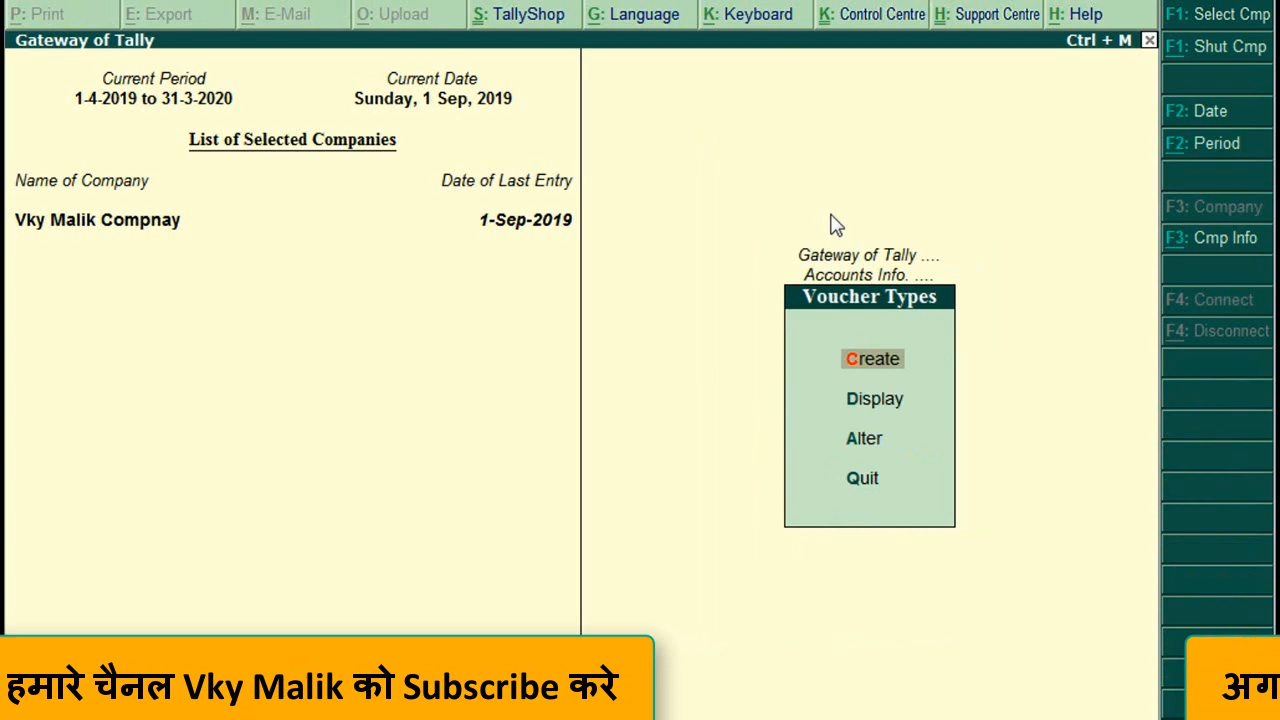 P: Print E: Export M: E-Mail O: Upload S: TallyShop G: Language K: Keyboard K: Control Centre H: Support Centre H: Help
Gateway of Tally Ctrl + M
Current Period Current Date
1-4-2019 to 31-3-2020 Sunday, 1 Sep, 2019
List of Selected Companies
Name of Company Date of Last Entry
Vky Malik Compnay 1-Sep-2019
Gateway of Tally ....
Accounts Info. ....
Voucher Types
Create
Display
Alter
Quit
F1: Select Cmp
F1: Shut Cmp
F2: Date
F2: Period
F3: Company
F3: Cmp Info
F4: Connect
F4: Disconnect
हमारे चैनल Vky Malik को Subscribe करे
अग